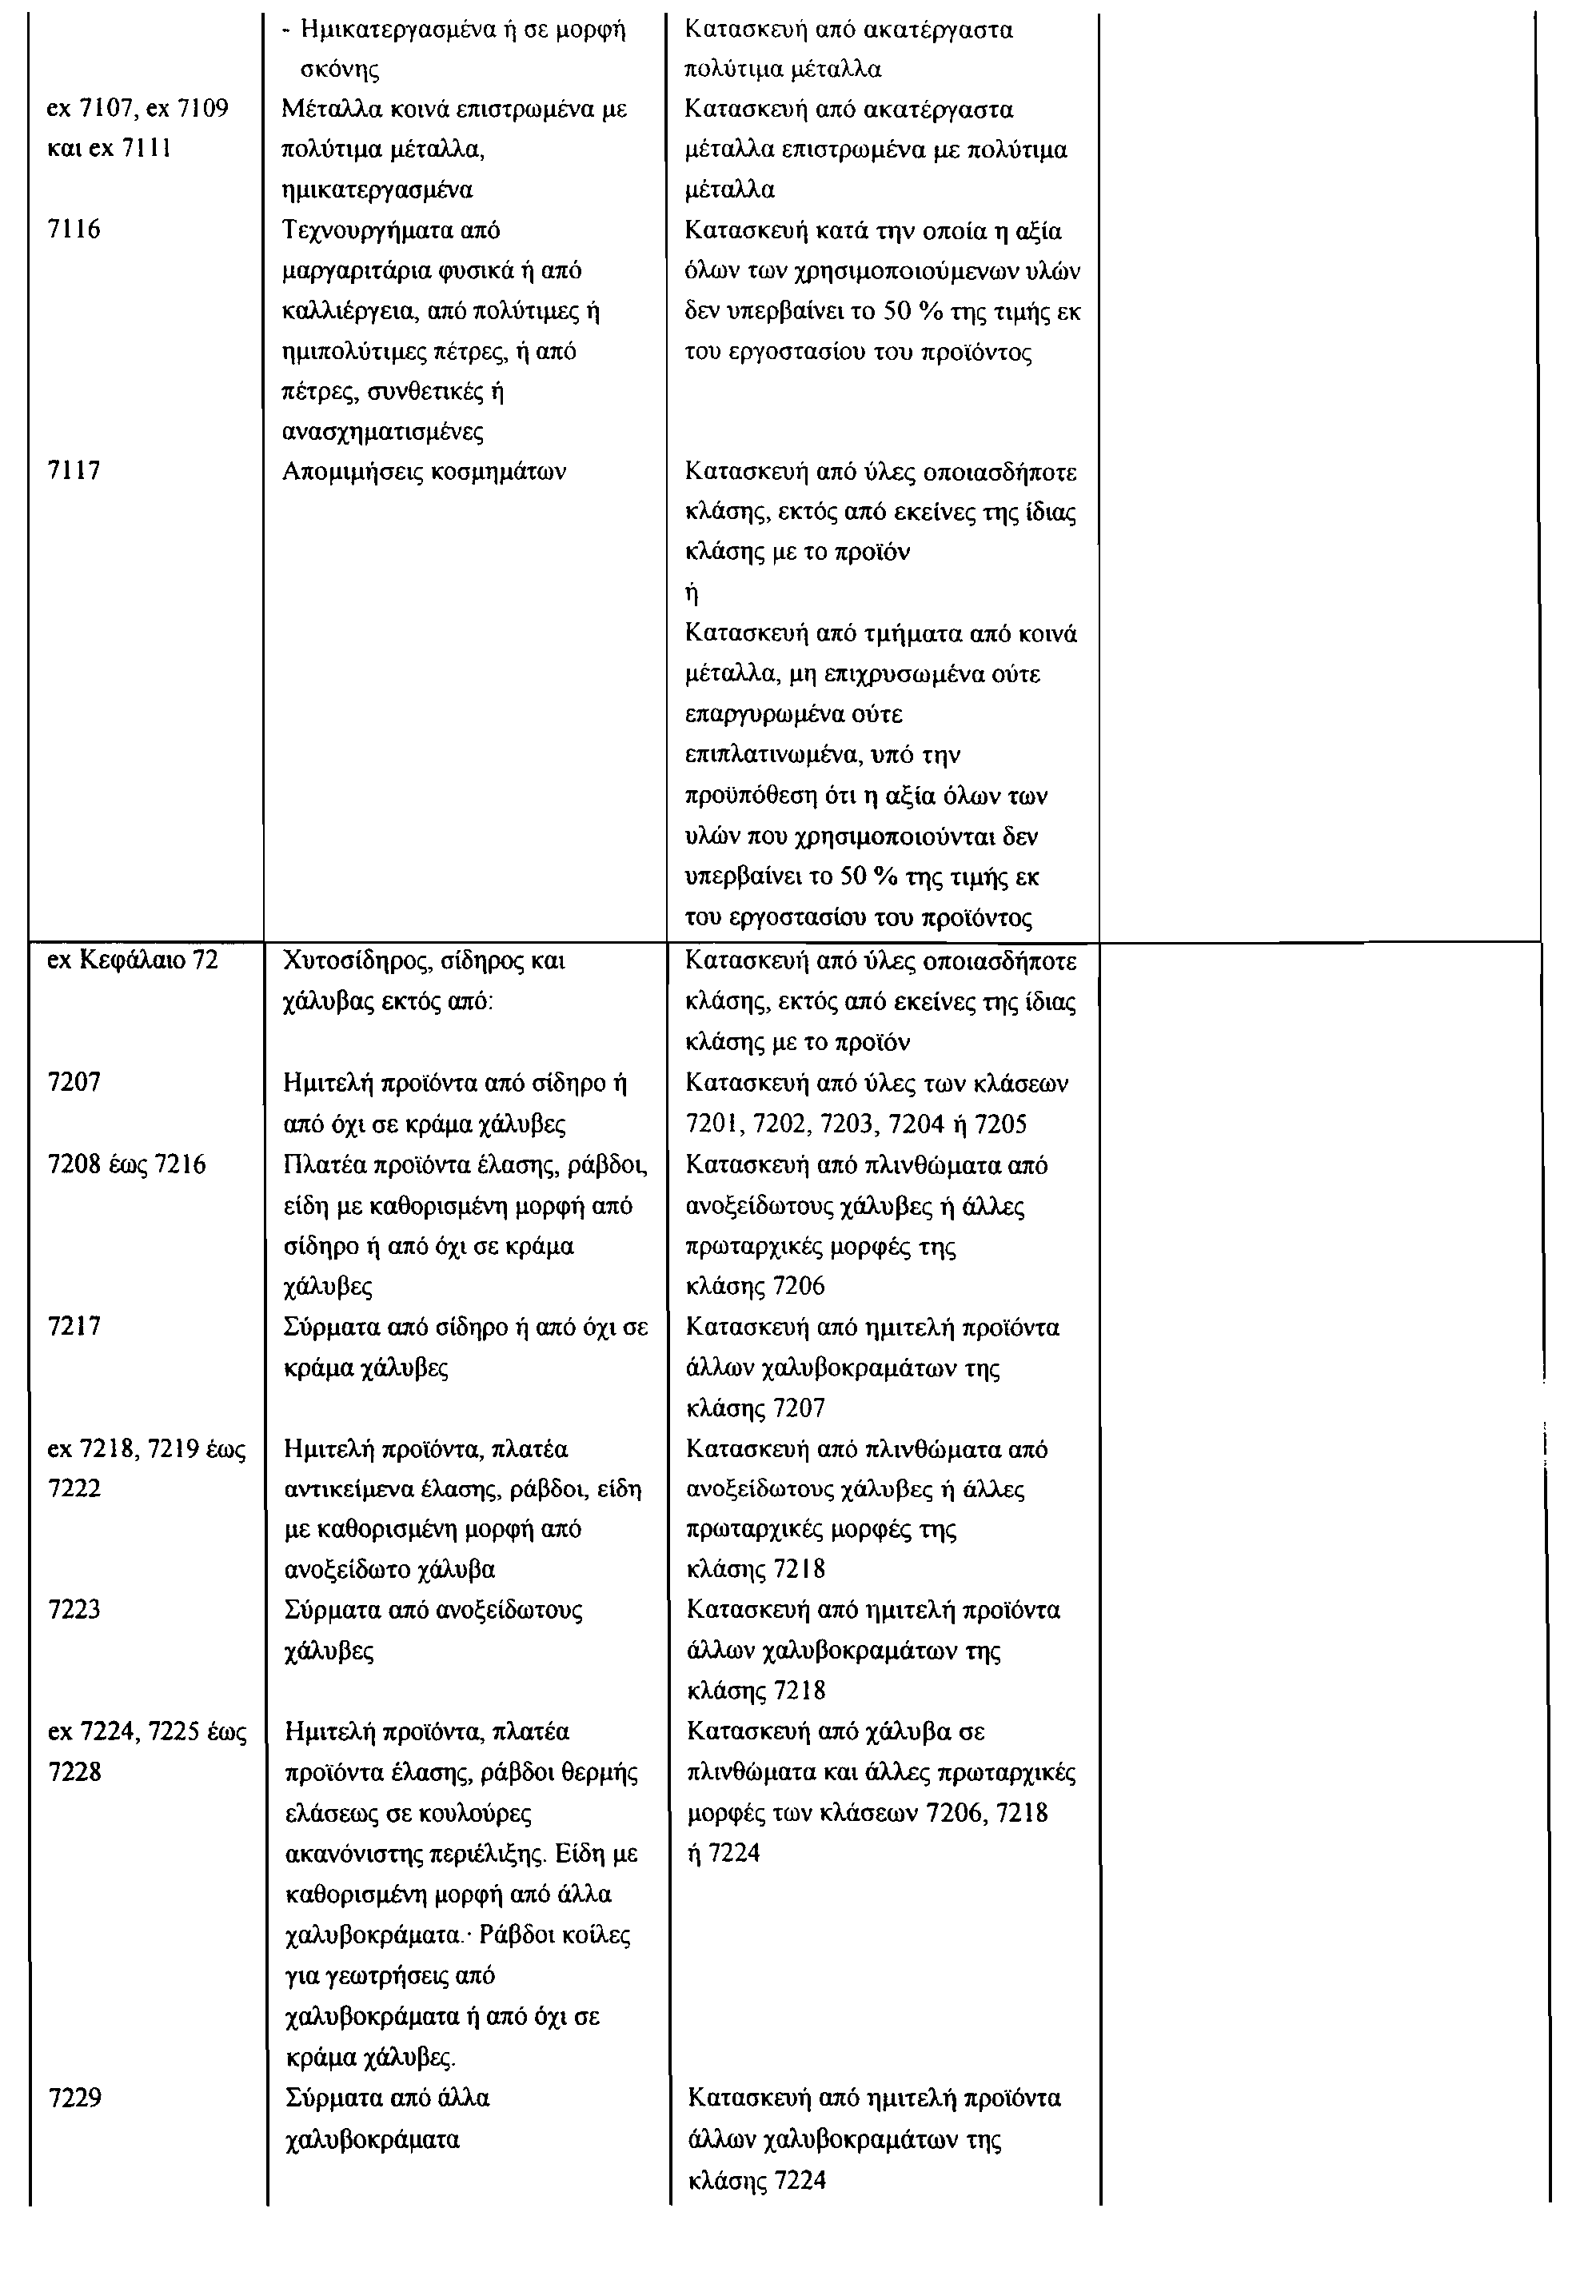 - Ημικατεργασμένα ή σε μορφή
σκόνης
Κατασκευή από ακατέργαστα
πολύτιμα μέταλλα
ex 7107, ex 7109
και ex 7111
Μέταλλα κοινά επιστρωμένα με
πολύτιμα μέταλλα,
ημικατεργασμένα
Κατασκευή από ακατέργαστα
μέταλλα επιστρωμένα με πολύτιμα
μέταλλα
7116
Τεχνουργήματα από
μαργαριτάρια φυσικά ή από
καλλιέργεια, από πολύτιμες ή
ημιπολύτιμες πέτρες, ή από
πέτρες, συνθετικές ή
ανασχηματισμένες
Κατασκευή κατά την οποία η αξία
όλων των χρησιμοποιούμενων υλών
δεν υπερβαίνει το 50 % της τιμής εκ
του εργοστασίου του προϊόντος
7117
Απομιμήσεις κοσμημάτων
Κατασκευή από ύλες οποιασδήποτε
κλάσης, εκτός από εκείνες της ίδιας
κλάσης με το προϊόν
ή
Κατασκευή από τμήματα από κοινά
μέταλλα, μη επιχρυσωμένα ούτε
επαργυρωμένα ούτε
επιπλατινωμένα, υπό την
προϋπόθεση ότι η αξία όλων των
υλών που χρησιμοποιούνται δεν
υπερβαίνει το 50 % της τιμής εκ
του εργοστασίου του προϊόντος
ex Κεφάλαιο 72
Χυτοσίδηρος, σίδηρος και
χάλυβας εκτός από:
Κατασκευή από ύλες οποιασδήποτε
κλάσης, εκτός από εκείνες της ίδιας
κλάσης με το προϊόν
7207
Ημιτελή προϊόντα από σίδηρο ή
από όχι σε κράμα χάλυβες
Κατασκευή από ύλες των κλάσεων
7201, 7202, 7203, 7204 ή 7205
7208 έως 7216
Πλατέα προϊόντα έλασης, ράβδοι,
είδη με καθορισμένη μορφή από
σίδηρο ή από όχι σε κράμα
χάλυβες
Κατασκευή από πλινθώματα από
ανοξείδωτους χάλυβες ή άλλες
πρωταρχικές μορφές της
κλάσης 7206
7217
Σύρματα από σίδηρο ή από όχι σε
κράμα χάλυβες
Κατασκευή από ημιτελή προϊόντα
άλλων χαλυβοκραμάτων της
κλάσης 7207
ex 7218, 7219 έως
7222
Ημιτελή προϊόντα, πλατέα
αντικείμενα έλασης, ράβδοι, είδη
με καθορισμένη μορφή από
ανοξείδωτο χάλυβα
Κατασκευή από πλινθώματα από
ανοξείδωτους χάλυβες ή άλλες
πρωταρχικές μορφές της
κλάσης 7218
7223
Σύρματα από ανοξείδωτους
χάλυβες
Κατασκευή από ημιτελή προϊόντα
άλλων χαλυβοκραμάτων της
κλάσης 7218
ex 7224, 7225 έως
7228
Ημιτελή προϊόντα, πλατέα
προϊόντα έλασης, ράβδοι θερμής
ελάσεως σε κουλούρες
ακανόνιστης περιέλιξης. Είδη με
καθορισμένη μορφή από άλλα
χαλυβοκράματα.· Ράβδοι κοίλες
για γεωτρήσεις από
χαλυβοκράματα ή από όχι σε
κράμα χάλυβες.
Κατασκευή από χάλυβα σε
πλινθώματα και άλλες πρωταρχικές
μορφές των κλάσεων 7206, 7218
ή 7224
7229
Σύρματα από άλλα
χαλυβοκράματα
Κατασκευή από ημιτελή προϊόντα
άλλων χαλυβοκραμάτων της
κλάσης 7224